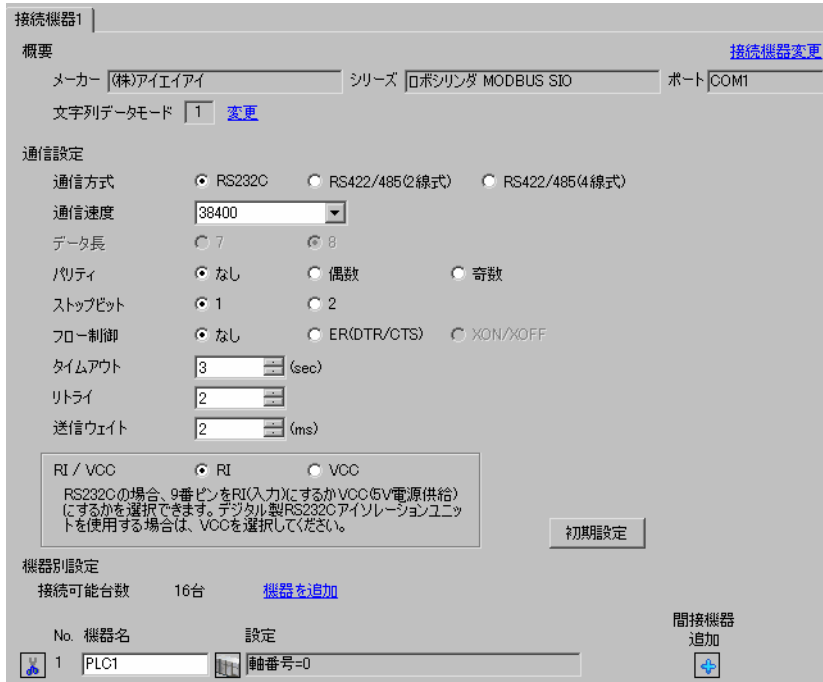 接続機器1
概要 接続機器変更
メーカー (株)アイエイアイ シリーズ ロボシリンダ MODBUS SIO ポート COM1
文字列データモード 1 変更
通信設定
通信方式 RS232C RS422/485(2線式) RS422/485(4線式)
通信速度 38400
データ長 7 8
パリティ なし 偶数 奇数
ストップビット 1 2
フロー制御 なし ER(DTR/CTS) XON/XOFF
タイムアウト 3 (sec)
リトライ 2
送信ウェイト 2 (ms)
RI / VCC RI VCC
RS232Cの場合、9番ピンをRI(入力)にするかVCC(5V電源供給)
にするかを選択できます。デジタル製RS232Cアイソレーションユニッ
トを使用する場合は、VCCを選択してください。
初期設定
機器別設定
接続可能台数 16台 機器を追加
間接機器
追加
No. 機器名 設定
1 PLC1 軸番号=0